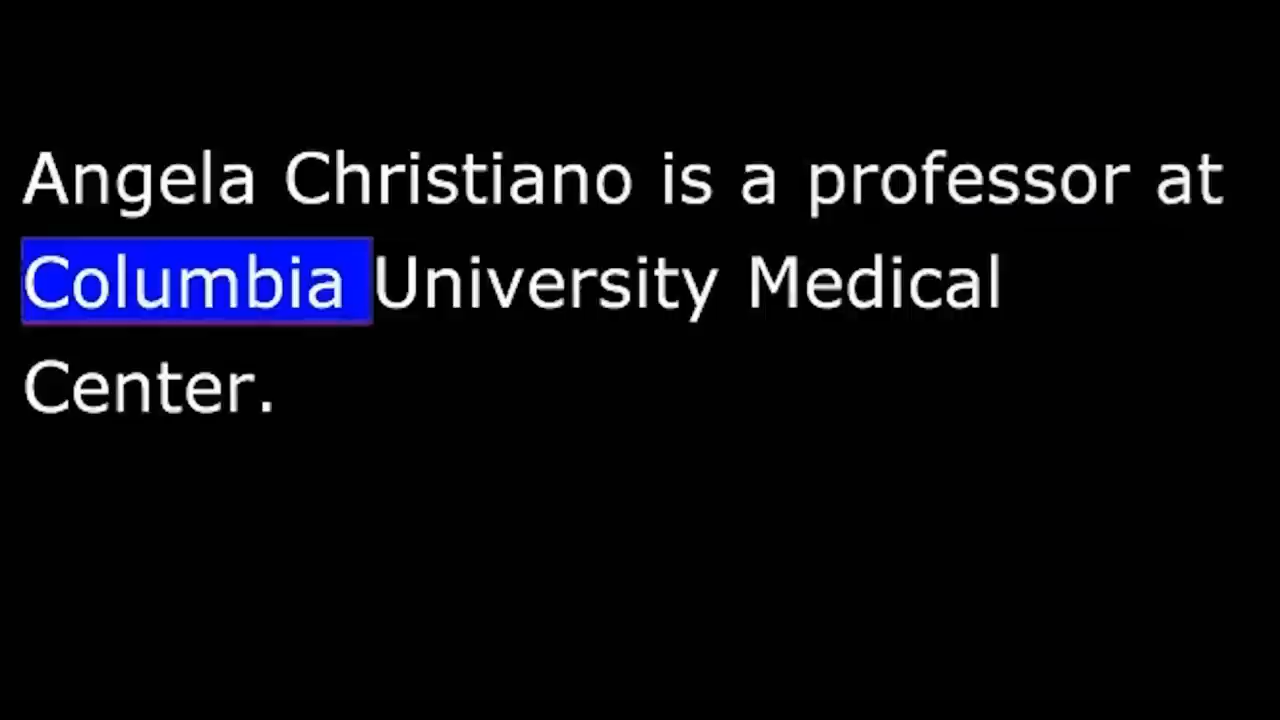 Angela Christiano is a professor at
Columbia University Medical
Center.